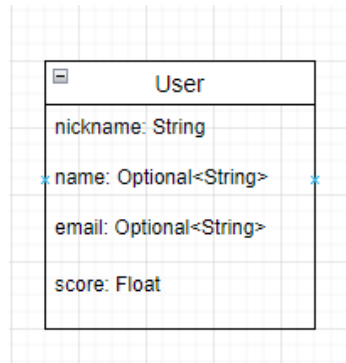 User
nickname: String
name: Optional<String>
email: Optional<String>
score: Float